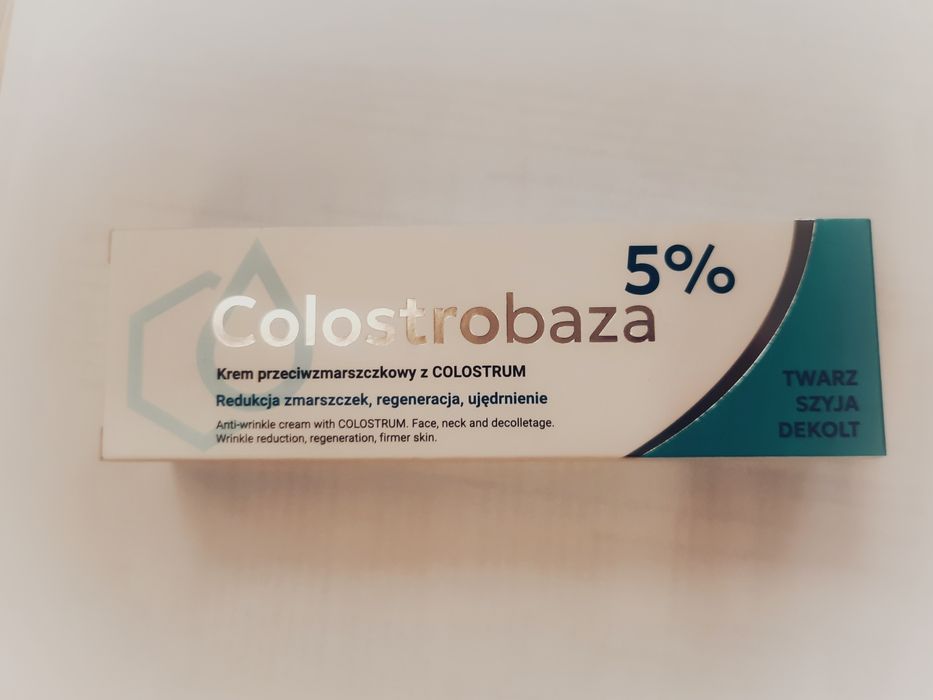 5%
Colostrobaza
Krem przeciwzmarszczkowy z COLOSTRUM
Redukcja zmarszczek, regeneracja, ujędrnienie
Anti-wrinkle cream with COLOSTRUM. Face, neck and decolletage.
Wrinkle reduction, regeneration, firmer skin.
TWARZ
SZYJA
DEKOLT